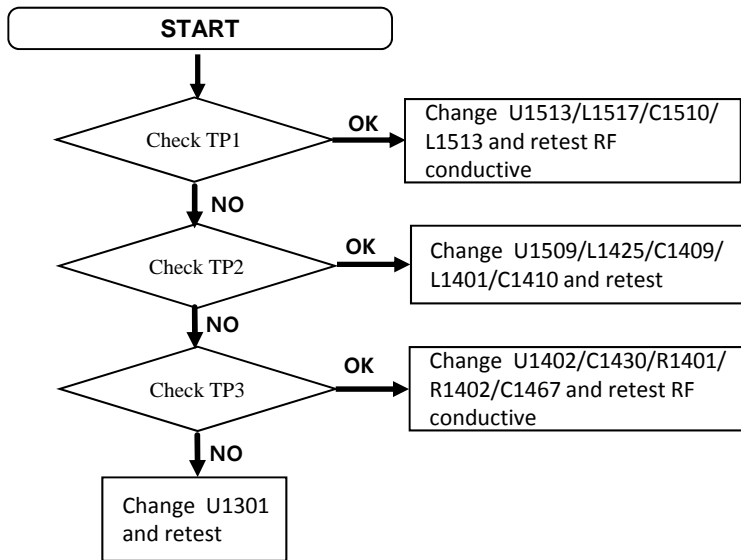 START
Check TP1
OK
Change U1513/L1517/C1510/
L1513 and retest RF
conductive
NO
Check TP2
OK
Change U1509/L1425/C1409/
L1401/C1410 and retest
NO
Check TP3
OK
Change U1402/C1430/R1401/
R1402/C1467 and retest RF
conductive
NO
Change U1301
and retest